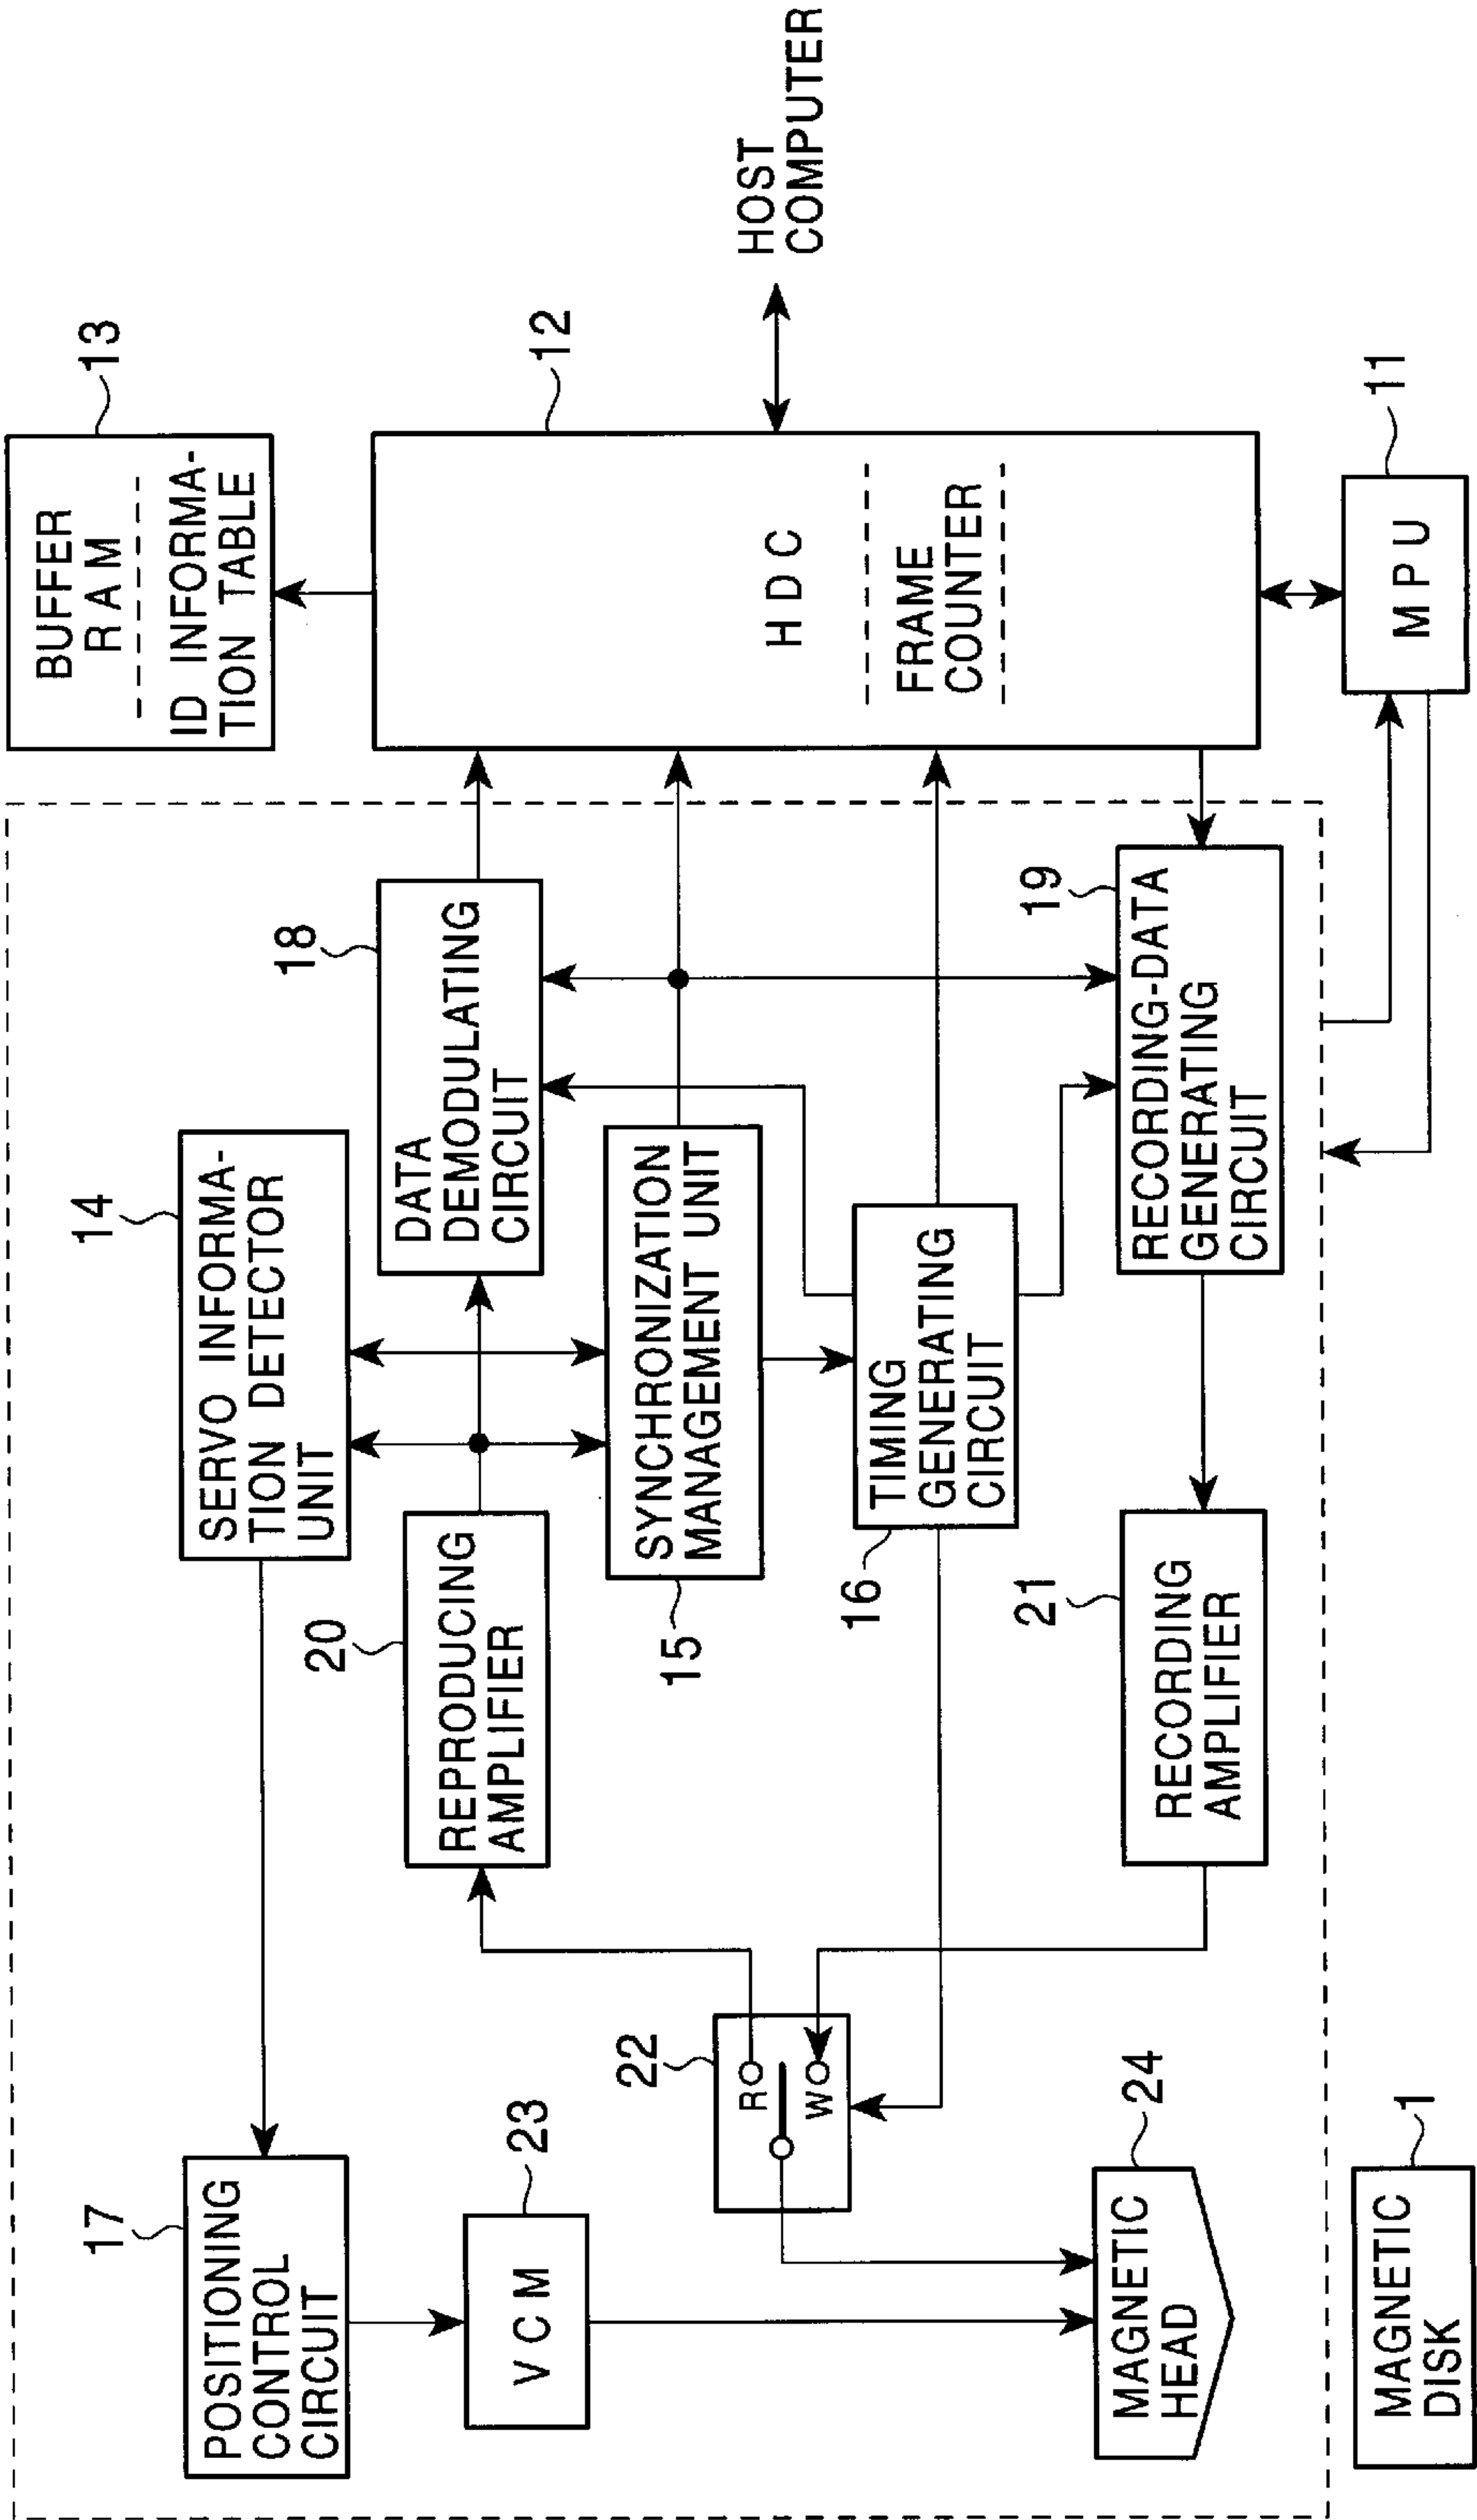 17
POSITIONING
CONTROL
CIRCUIT
23
V C M
24
MAGNETIC
HEAD
1
MAGNETIC
DISK
22
R
W
20
REPRODUCING
AMPLIFIER
21
RECORDING
AMPLIFIER
14
SERVO INFORMA-
TION DETECTOR
UNIT
15
SYNCHRONIZATION
MANAGEMENT UNIT
16
TIMING
GENERATING
CIRCUIT
18
DATA
DEMODULATING
CIRCUIT
19
RECORDING-DATA
GENERATING
CIRCUIT
13
BUFFER
RAM
ID INFORMA-
TION TABLE
12
H D C
FRAME
COUNTER
11
M P U
HOST
COMPUTER